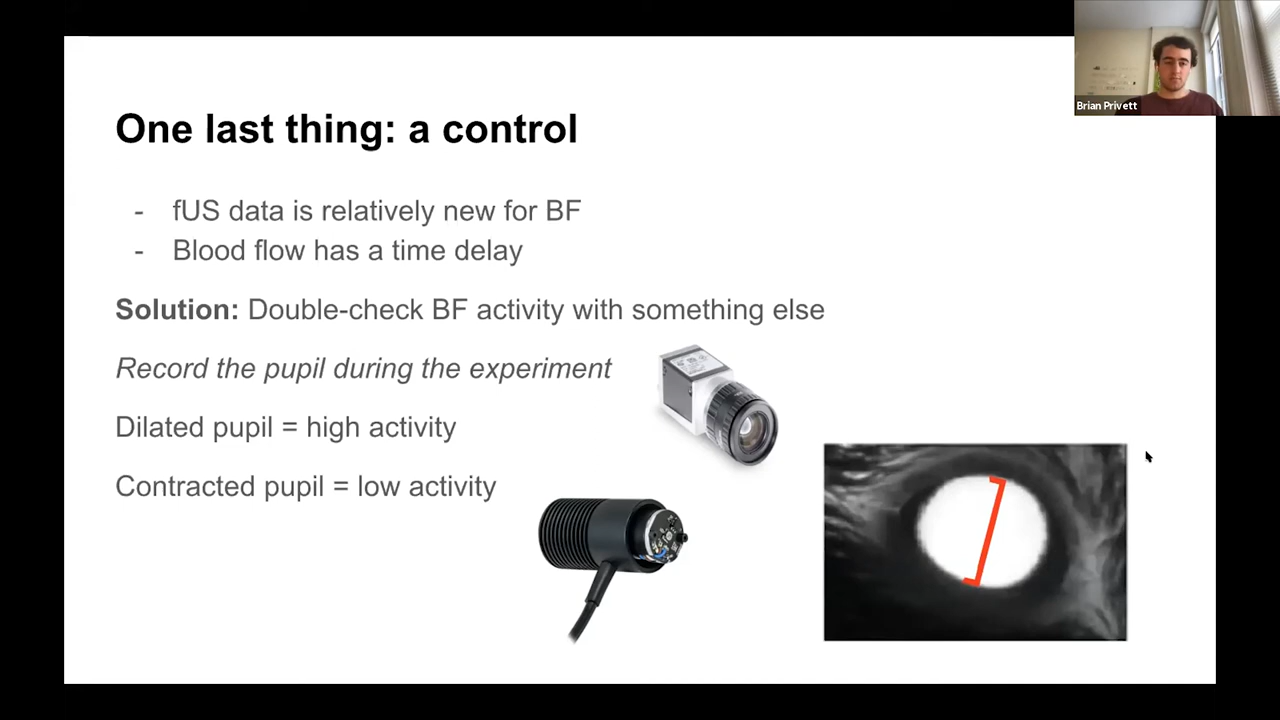 Brian Privett
One last thing: a control
- fUS data is relatively new for BF
- Blood flow has a time delay
Solution: Double-check BF activity with something else
Record the pupil during the experiment
Dilated pupil = high activity
Contracted pupil = low activity